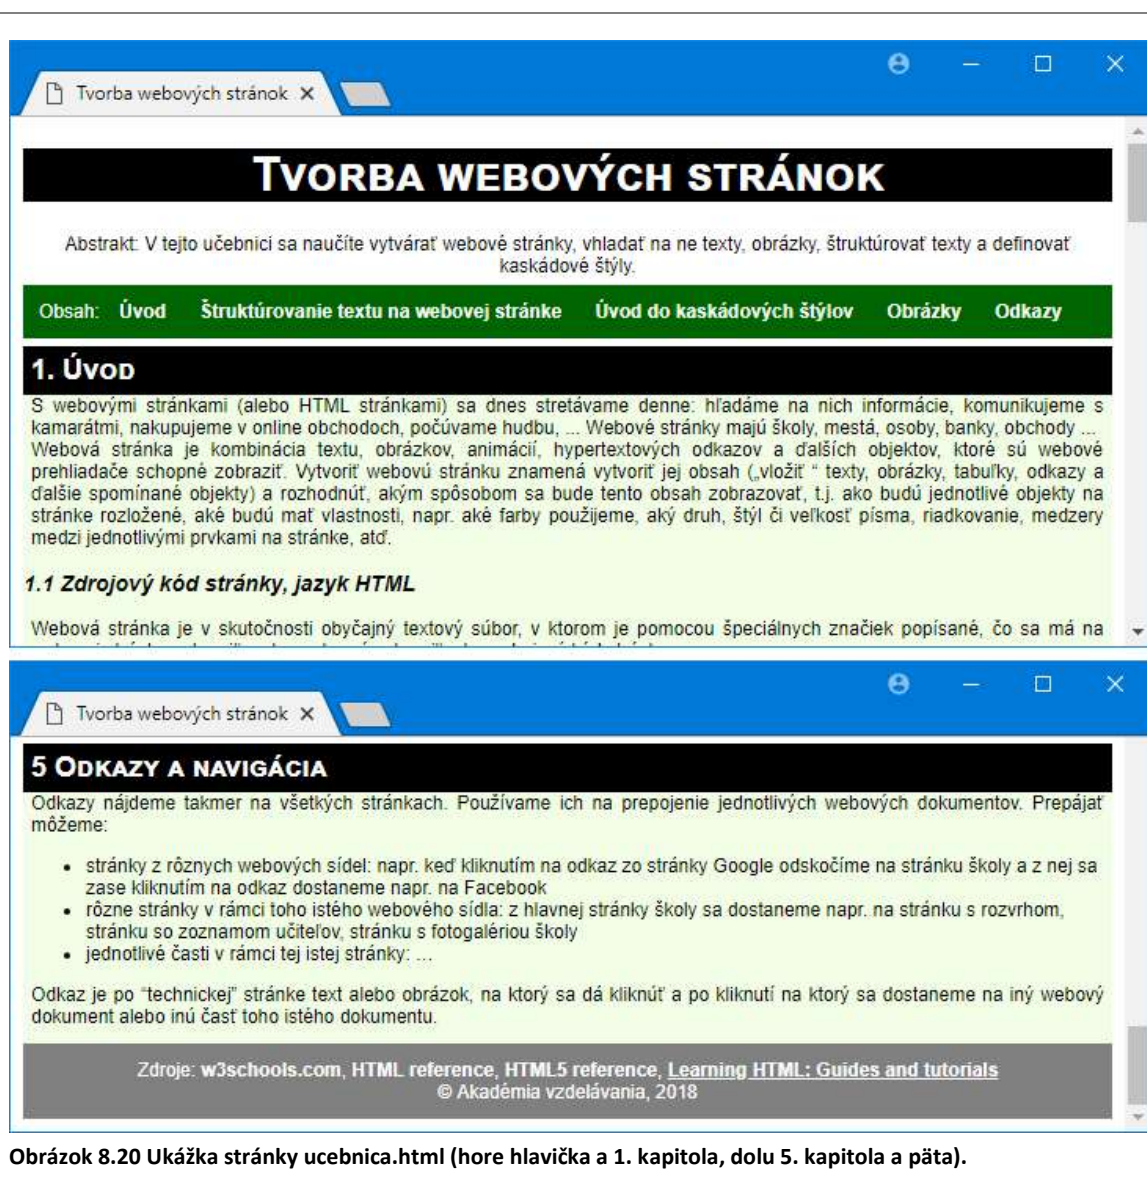 Tvorba webových stránok
TVORBA WEBOVÝCH STRÁNOK
Abstrakt: V tejto učebnici sa naučíte vytvárať webové stránky, vhladať na ne texty, obrázky, štruktúrovať texty a definovať
kaskádové štýly.
Obsah: Úvod Štruktúrovanie textu na webovej stránke Úvod do kaskádových štýlov Obrázky Odkazy
1. ÚVOD
S webovými stránkami (alebo HTML stránkami) sa dnes stretávame denne: hľadáme na nich informácie, komunikujeme s
kamarátmi, nakupujeme v online obchodoch, počúvame hudbu, ... Webové stránky majú školy, mestá, osoby, banky, obchody ...
Webová stránka je kombinácia textu, obrázkov, animácií, hypertextových odkazov a ďalších objektov, ktoré sú webové
prehliadače schopné zobraziť. Vytvoriť webovú stránku znamená vytvoriť jej obsah („vložiť “ texty, obrázky, tabuľky, odkazy a
ďalšie spomínané objekty) a rozhodnúť, akým spôsobom sa bude tento obsah zobrazovať, t.j. ako budú jednotlivé objekty na
stránke rozložené, aké budú mať vlastnosti, napr. aké farby použijeme, aký druh, štýl či veľkosť písma, riadkovanie, medzery
medzi jednotlivými prvkami na stránke, atď.
1.1 Zdrojový kód stránky, jazyk HTML
Webová stránka je v skutočnosti obyčajný textový súbor, v ktorom je pomocou špeciálnych značiek popísané, čo sa má na
Tvorba webových stránok
5 ODKAZY A NAVIGÁCIA
Odkazy nájdeme takmer na všetkých stránkach. Používame ich na prepojenie jednotlivých webových dokumentov. Prepájať
môžeme:
• stránky z rôznych webových sídel: napr. keď kliknutím na odkaz zo stránky Google odskočíme na stránku školy a z nej sa
zase kliknutím na odkaz dostaneme napr. na Facebook
• rôzne stránky v rámci toho istého webového sídla: z hlavnej stránky školy sa dostaneme napr. na stránku s rozvrhom,
stránku so zoznamom učiteľov, stránku s fotogalériou školy
• jednotlivé časti v rámci tej istej stránky: …
Odkaz je po “technickej” stránke text alebo obrázok, na ktorý sa dá kliknúť a po kliknutí na ktorý sa dostaneme na iný webový
dokument alebo inú časť toho istého dokumentu.
Zdroje: w3schools.com, HTML reference, HTML5 reference, Learning HTML: Guides and tutorials
© Akadémia vzdelávania, 2018
Obrázok 8.20 Ukážka stránky ucebnica.html (hore hlavička a 1. kapitola, dolu 5. kapitola a päta).